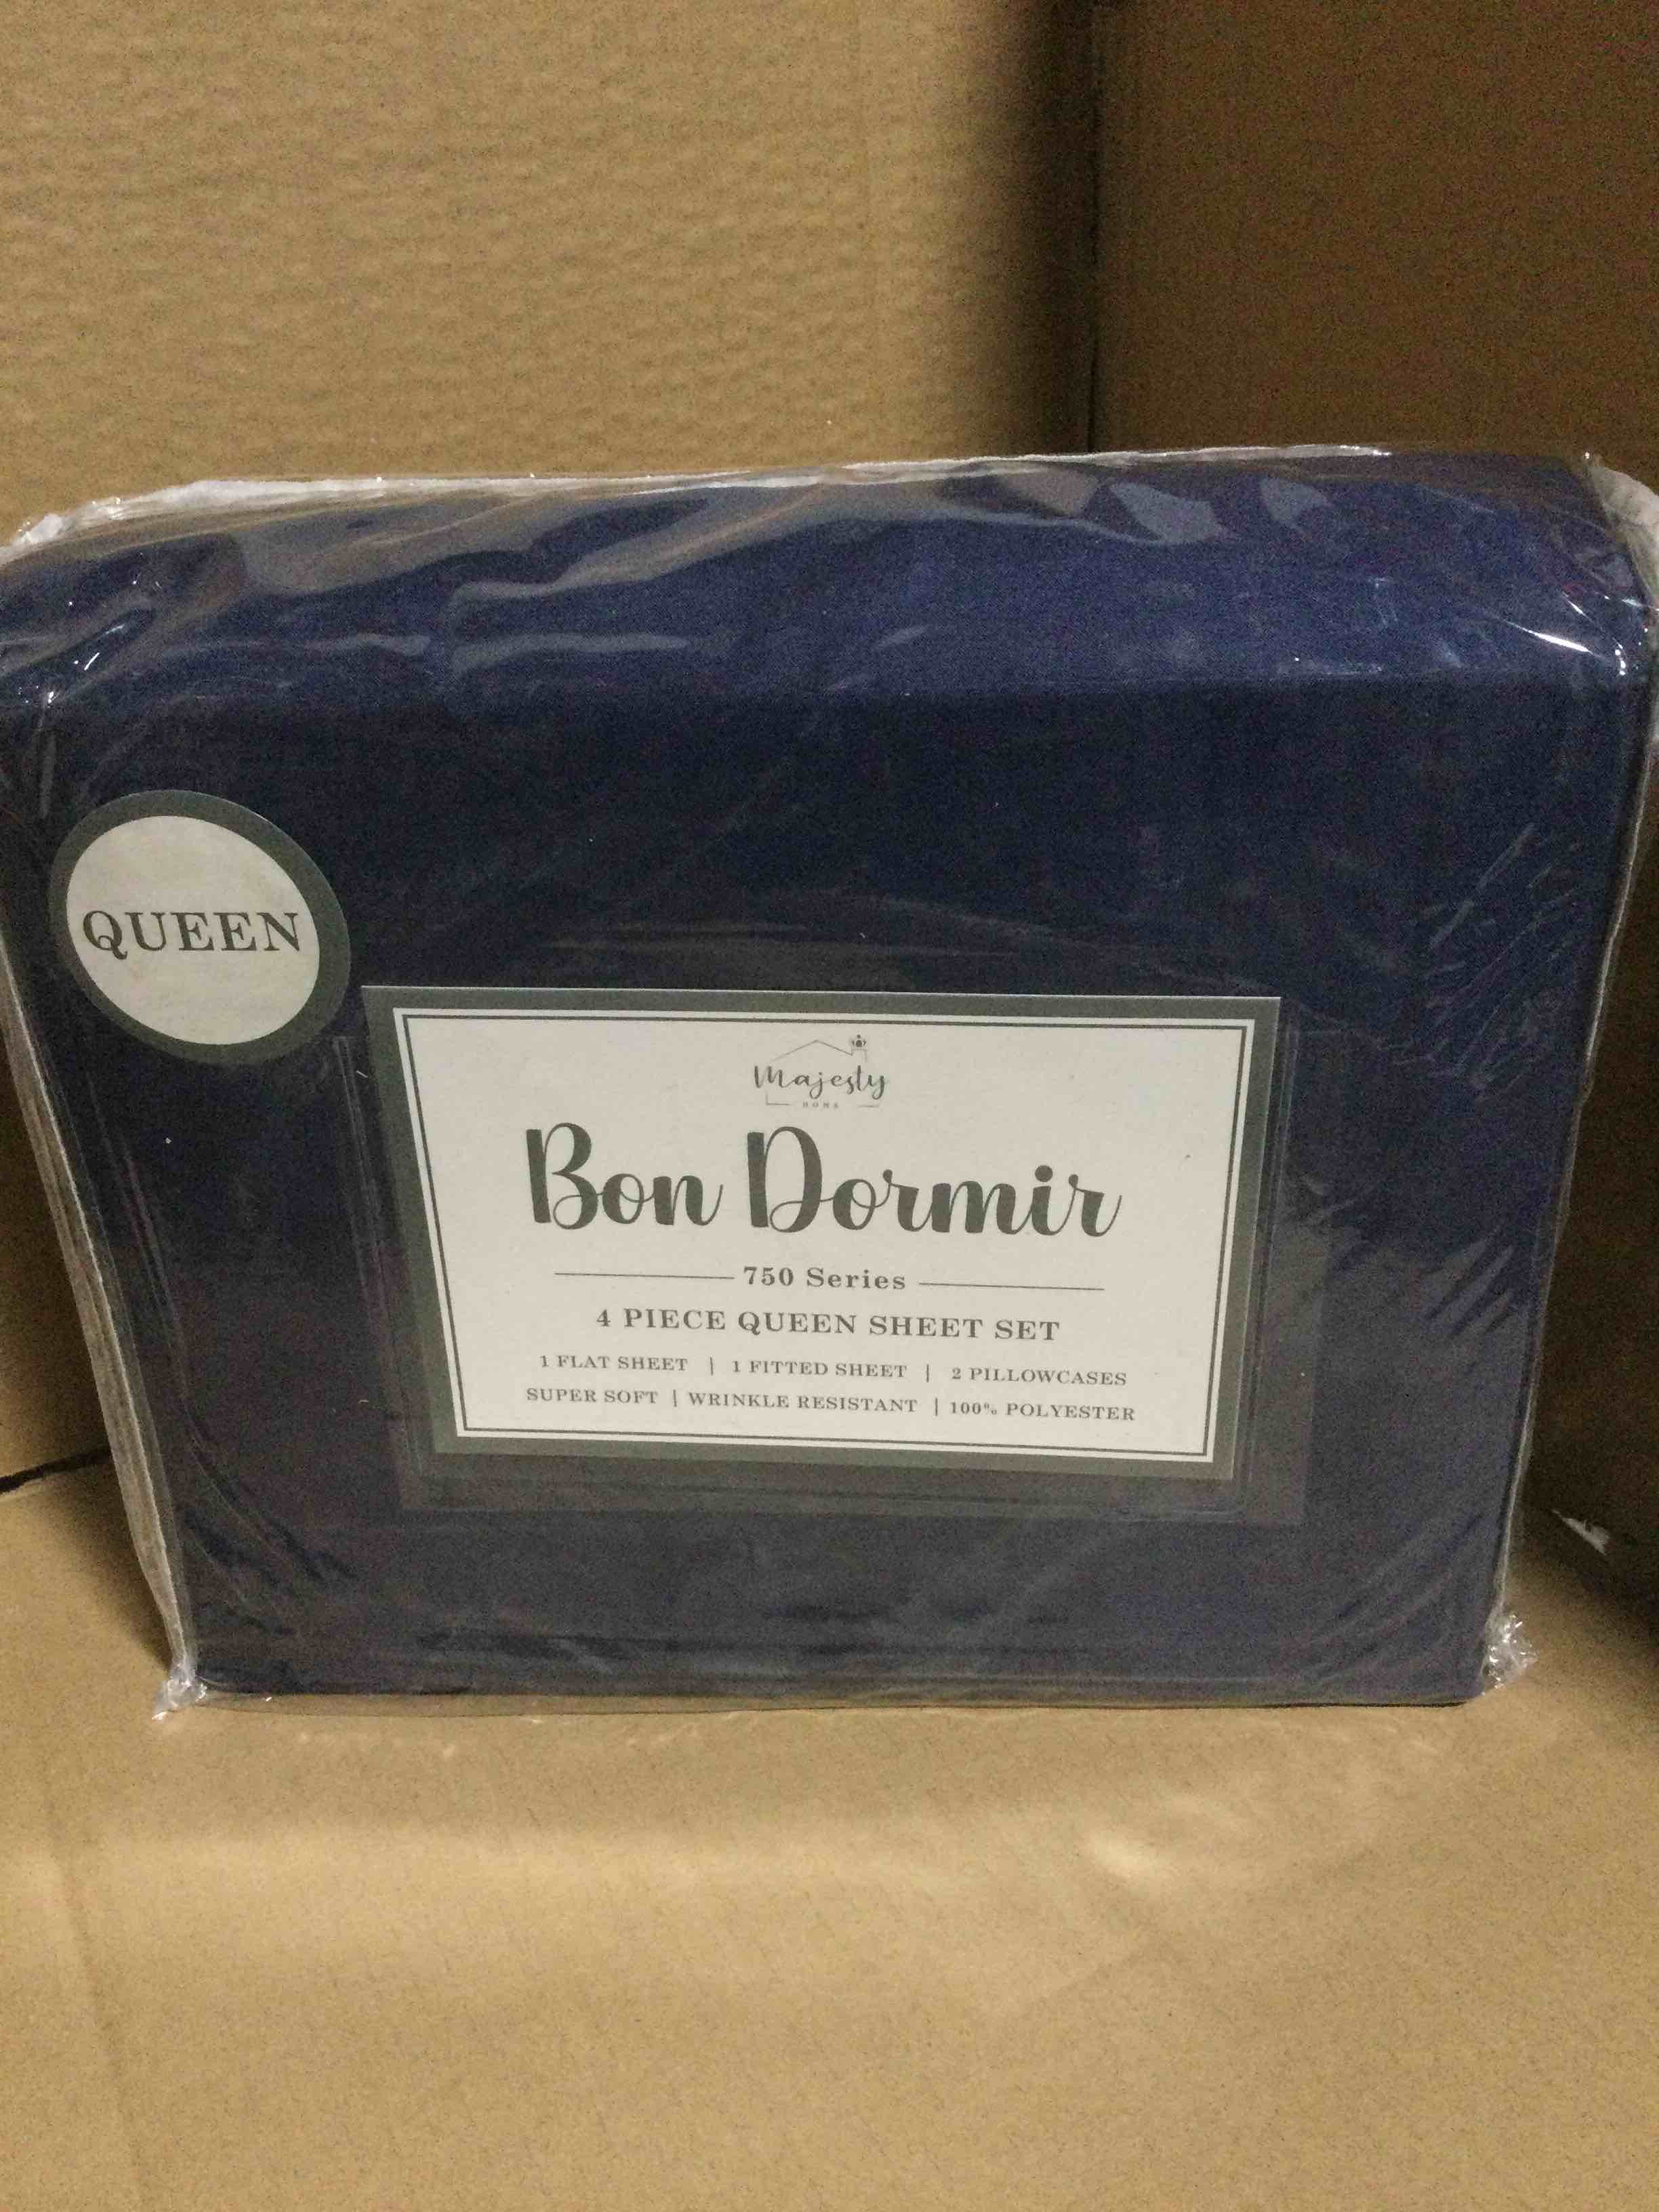 QUEEN
Majesty
HOME
Bon Dormir
750 Series
4 PIECE QUEEN SHEET SET
1 FLAT SHEET | 1 FITTED SHEET | 2 PILLOWCASES
SUPER SOFT | WRINKLE RESISTANT | 100% POLYESTER